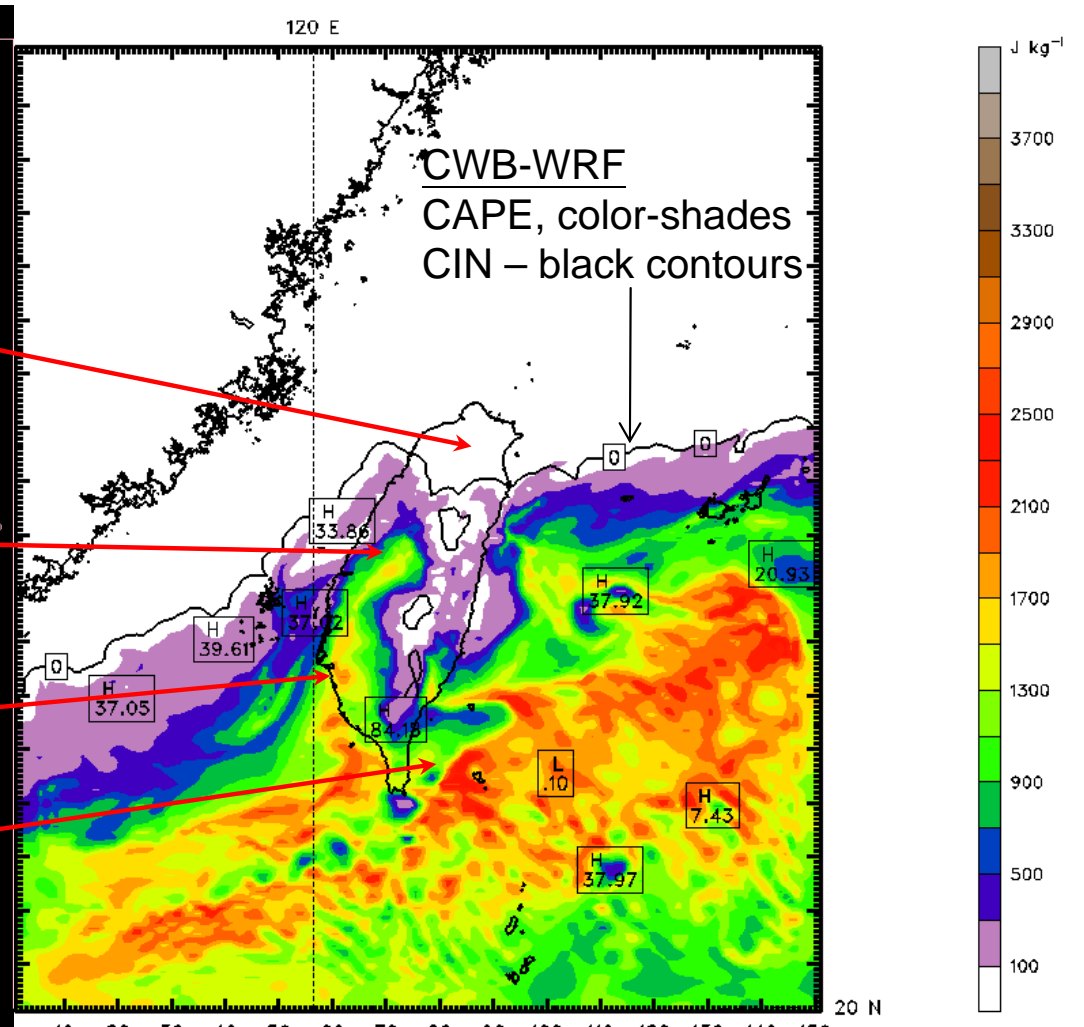 120 E
J kg⁻¹
CWB-WRF
CAPE, color-shades
CIN – black contours
3700
3300
2900
2500
2100
1700
1300
900
500
100
0
0
0
H
33.86
H
20.93
H
37.92
H
H
39.61
H
37.05
H
84.18
L
.10
H
7.43
H
37.97
20 N